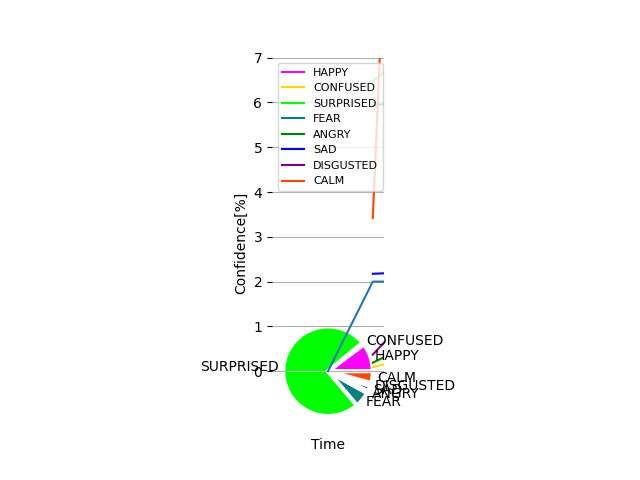 7
6
5
4
3
2
1
0
Confidence[%]
HAPPY
CONFUSED
SURPRISED
FEAR
ANGRY
SAD
DISGUSTED
CALM
CONFUSED
HAPPY
SURPRISED
CALM
DISGUSTED
SAD
ANGRY
FEAR
Time